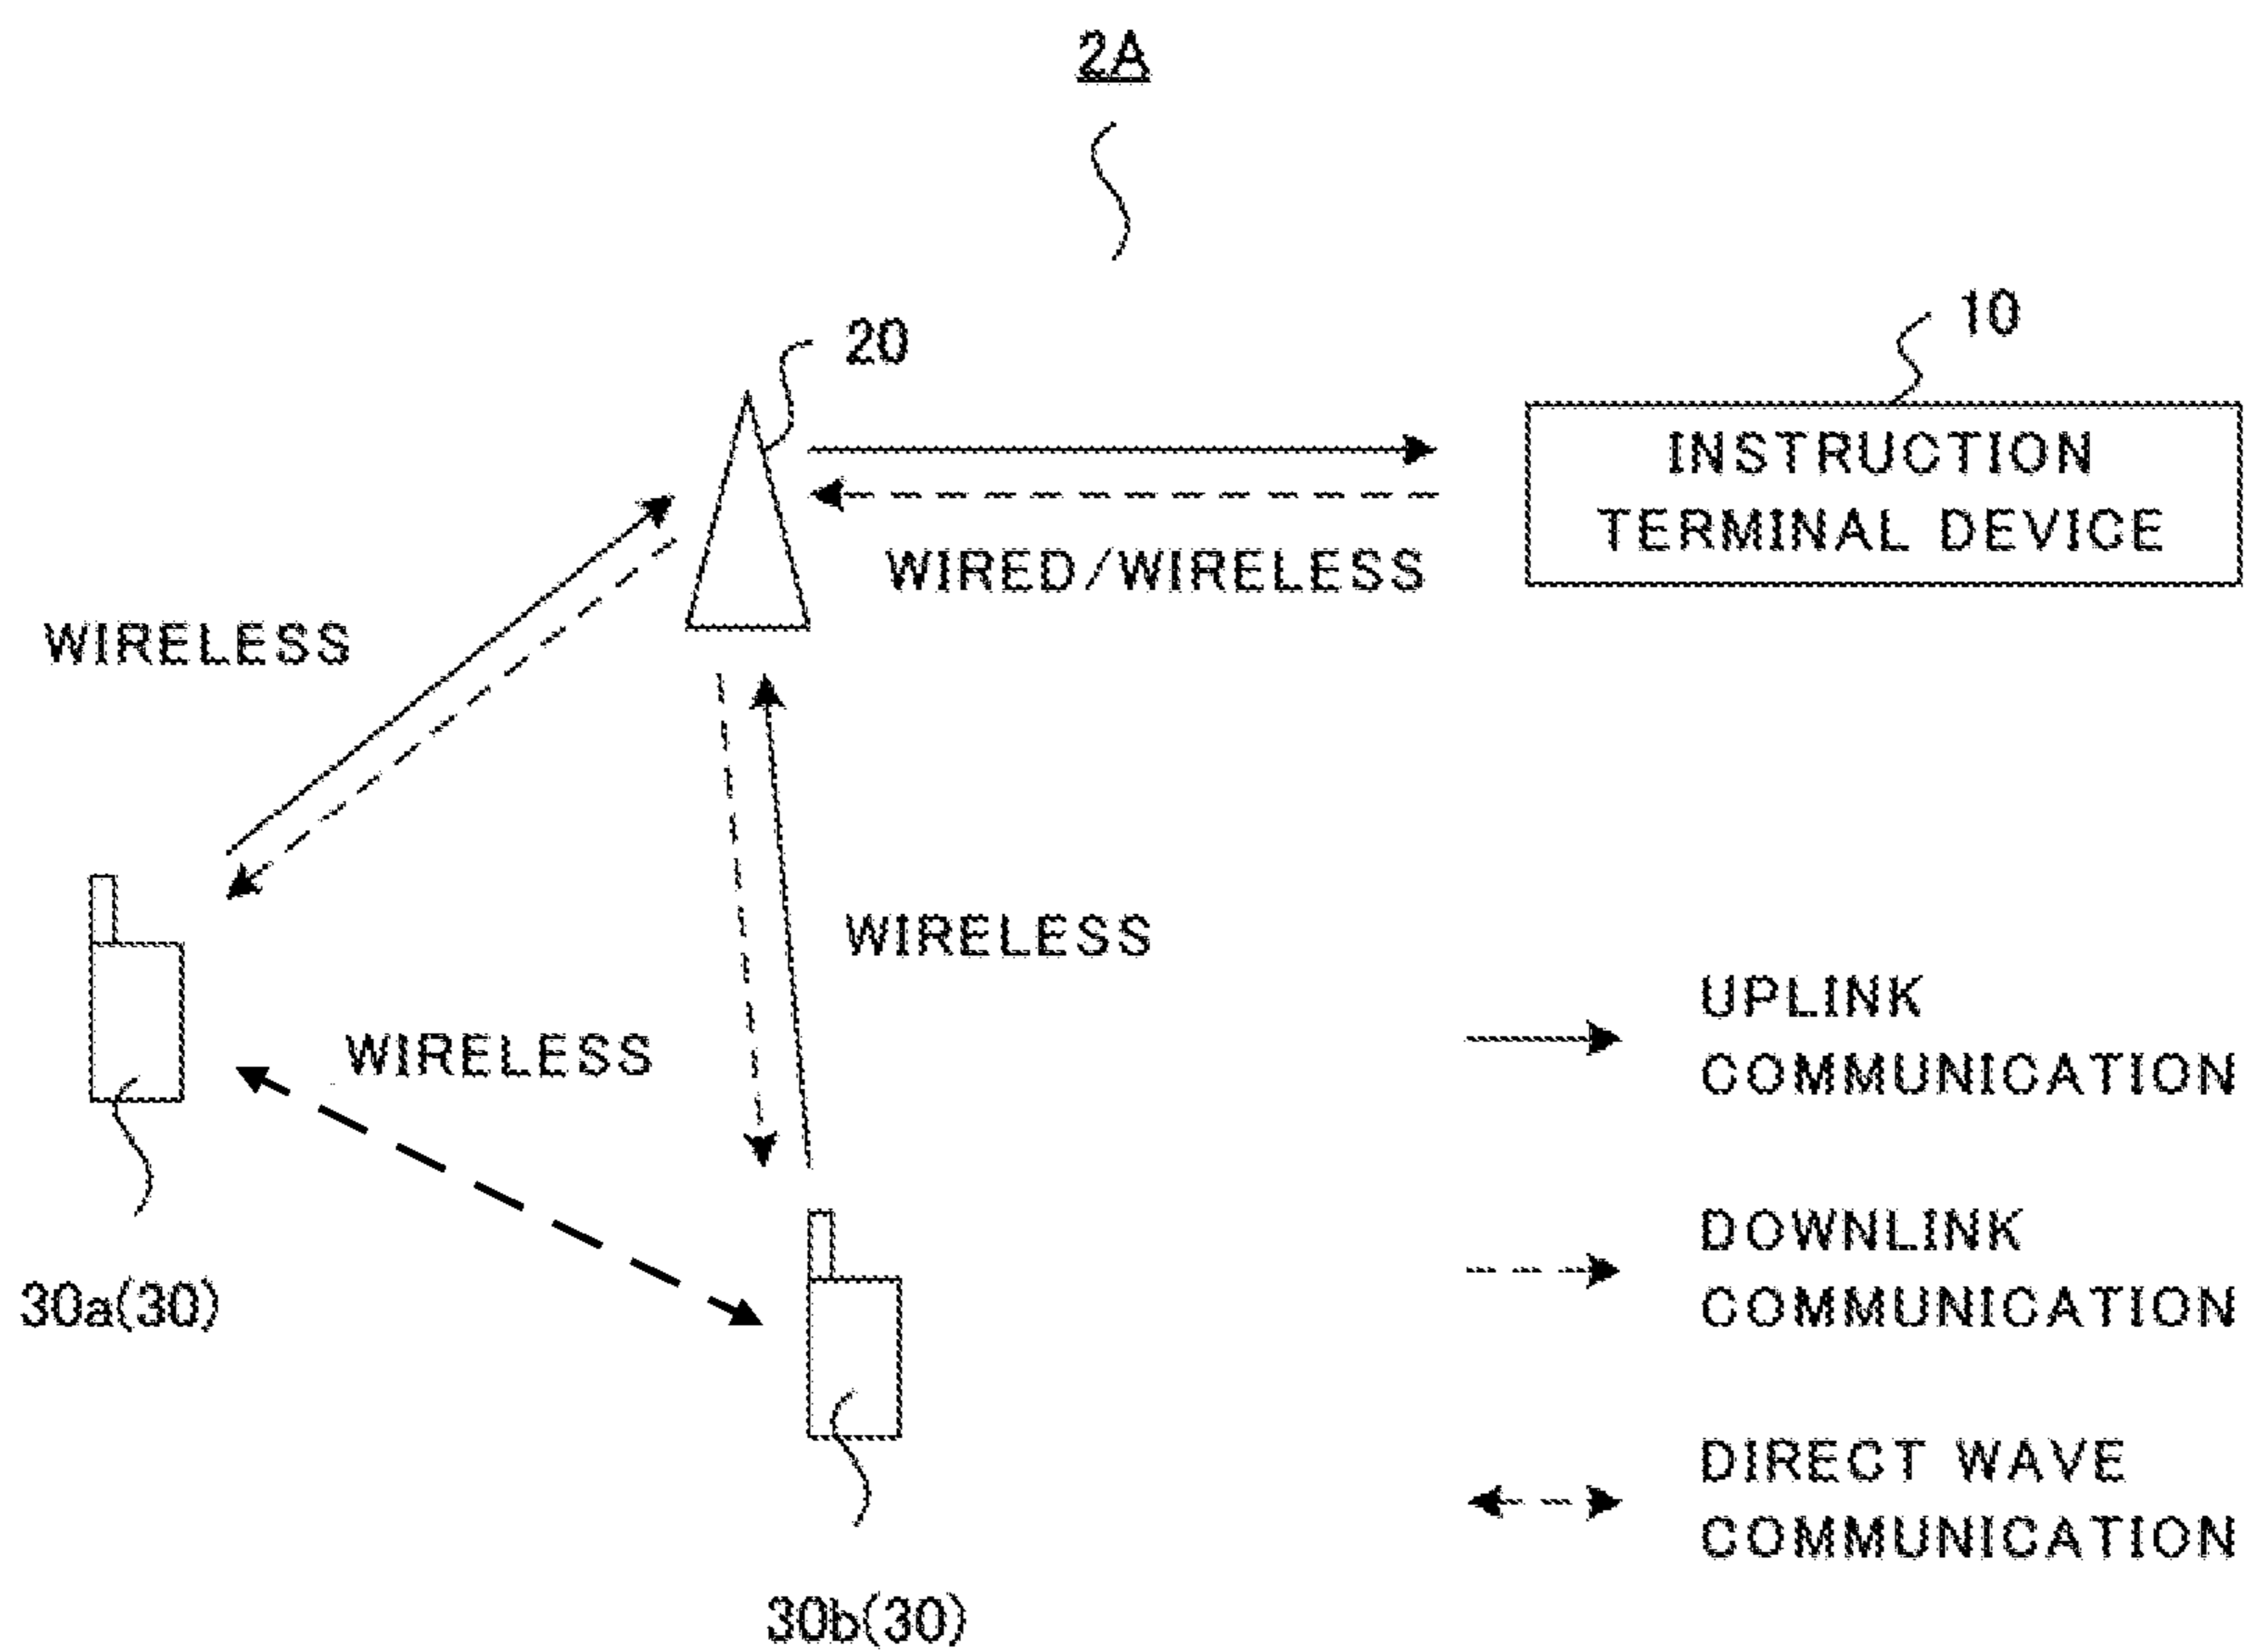 2A
10
20
INSTRUCTION
TERMINAL DEVICE
WIRED/WIRELESS
WIRELESS
WIRELESS
WIRELESS
30a(30)
30b(30)
UPLINK
COMMUNICATION
DOWNLINK
COMMUNICATION
DIRECT WAVE
COMMUNICATION